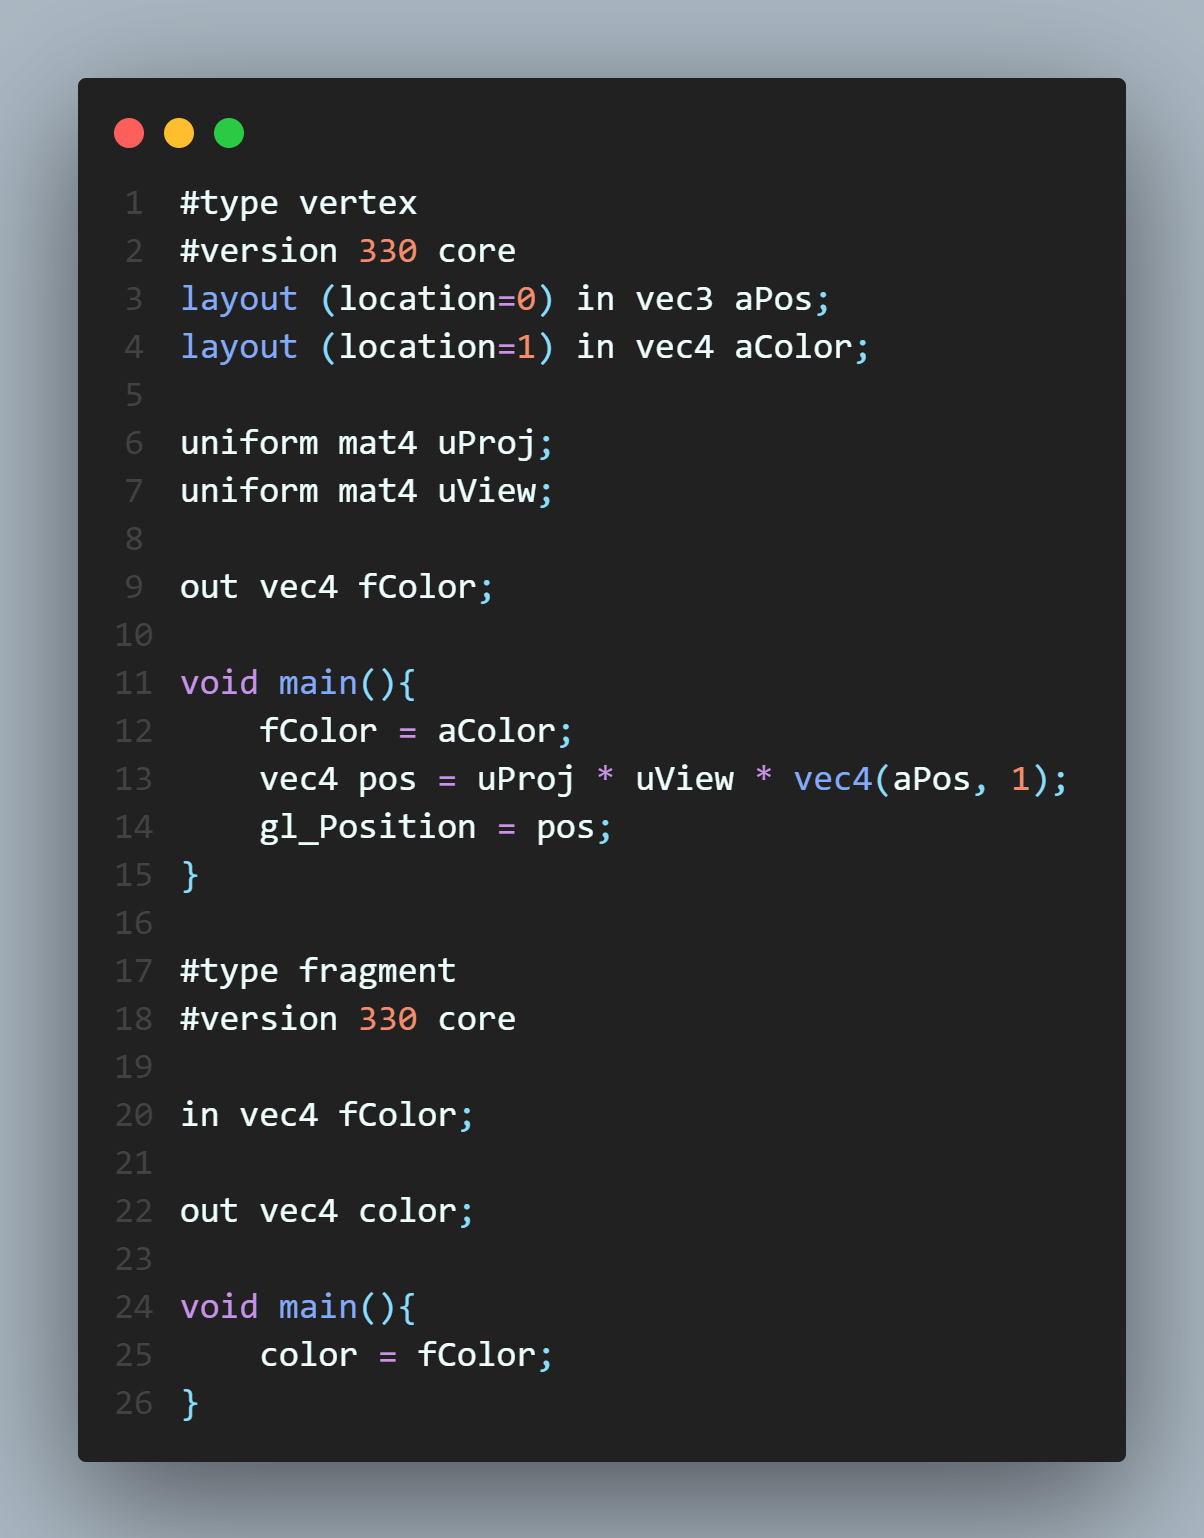 1 #type vertex
2 #version 330 core
3 layout (location=0) in vec3 aPos;
4 layout (location=1) in vec4 aColor;
5
6 uniform mat4 uProj;
7 uniform mat4 uView;
8
9 out vec4 fColor;
10
11 void main(){
12     fColor = aColor;
13     vec4 pos = uProj * uView * vec4(aPos, 1);
14     gl_Position = pos;
15 }
16
17 #type fragment
18 #version 330 core
19
20 in vec4 fColor;
21
22 out vec4 color;
23
24 void main(){
25     color = fColor;
26 }